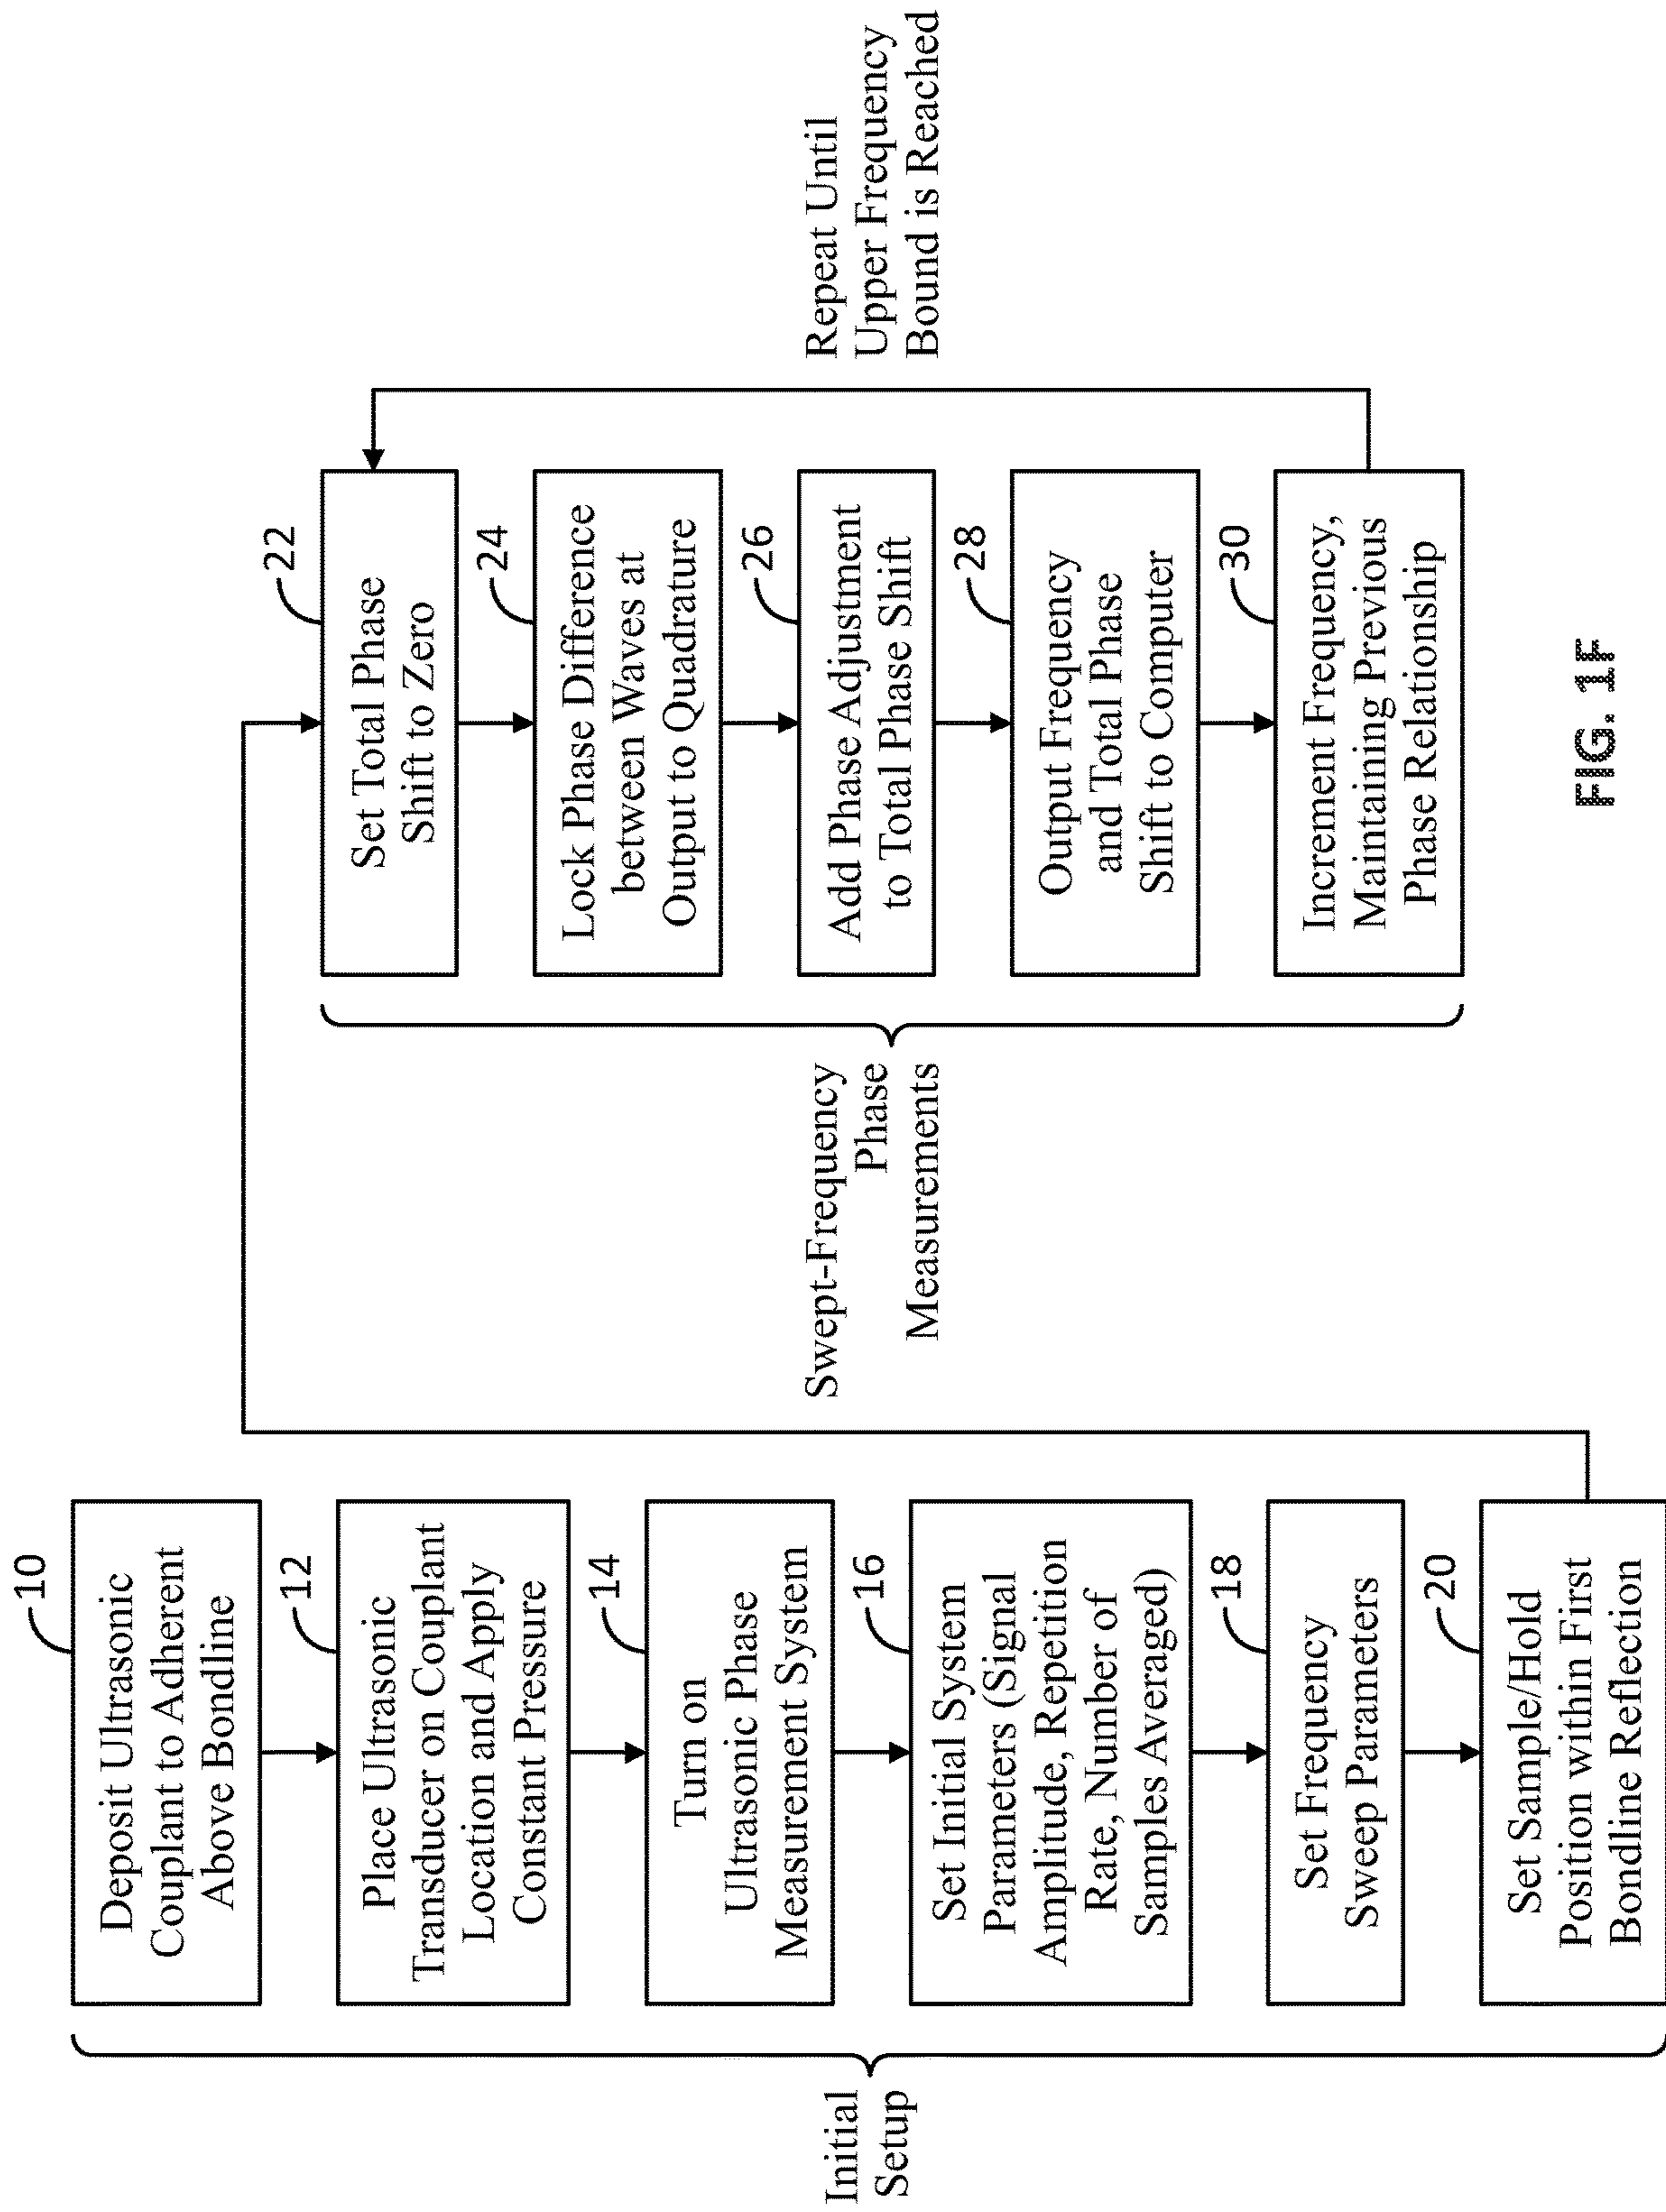 Initial
Setup
10
Deposit Ultrasonic
Couplant to Adherent
Above Bondline
12
Place Ultrasonic
Transducer on Couplant
Location and Apply
Constant Pressure
14
Turn on
Ultrasonic Phase
Measurement System
16
Set Initial System
Parameters (Signal
Amplitude, Repetition
Rate, Number of
Samples Averaged)
18
Set Frequency
Sweep Parameters
20
Set Sample/Hold
Position within First
Bondline Reflection
Swept-Frequency
Phase
Measurements
22
Set Total Phase
Shift to Zero
24
Lock Phase Difference
between Waves at
Output to Quadrature
26
Add Phase Adjustment
to Total Phase Shift
28
Output Frequency
and Total Phase
Shift to Computer
30
Increment Frequency,
Maintaining Previous
Phase Relationship
Repeat Until
Upper Frequency
Bound is Reached
FIG. 1F